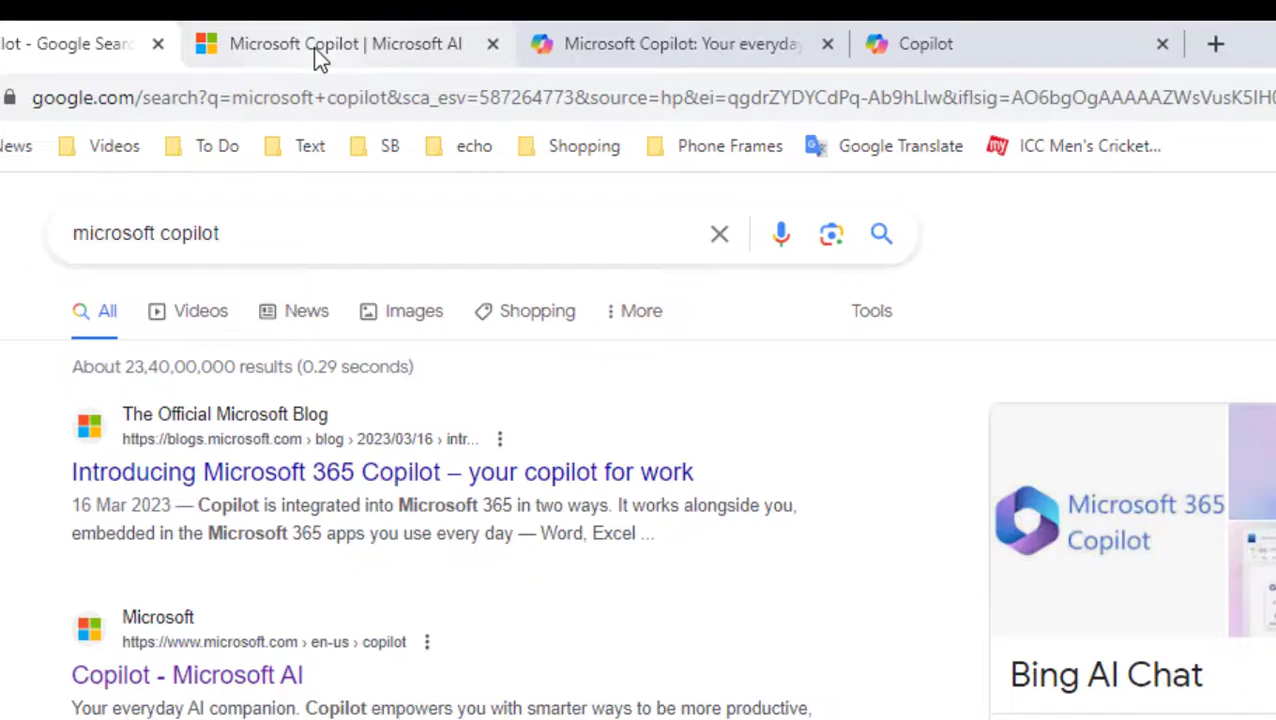 lot - Google Searc
Microsoft Copilot | Microsoft AI
Microsoft Copilot: Your everyday
Copilot
google.com/search?q=microsoft+copilot&sca_esv=587264773&source=hp&ei=qgdrZYDYCdPq-Ab9hLlw&iflsig=AO6bgOgAAAAAZWsVusK5IH0
News
Videos
To Do
Text
SB
echo
Shopping
Phone Frames
Google Translate
my
ICC Men's Cricket...
microsoft copilot
All
Videos
News
Images
Shopping
More
Tools
About 23,40,00,000 results (0.29 seconds)
The Official Microsoft Blog
https://blogs.microsoft.com › blog › 2023/03/16 › intr...
Introducing Microsoft 365 Copilot – your copilot for work
16 Mar 2023 — Copilot is integrated into Microsoft 365 in two ways. It works alongside you,
embedded in the Microsoft 365 apps you use every day — Word, Excel ...
Microsoft 365
Copilot
Microsoft
https://www.microsoft.com › en-us › copilot
Copilot - Microsoft AI
Your everyday AI companion. Copilot empowers you with smarter ways to be more productive,
Bing AI Chat